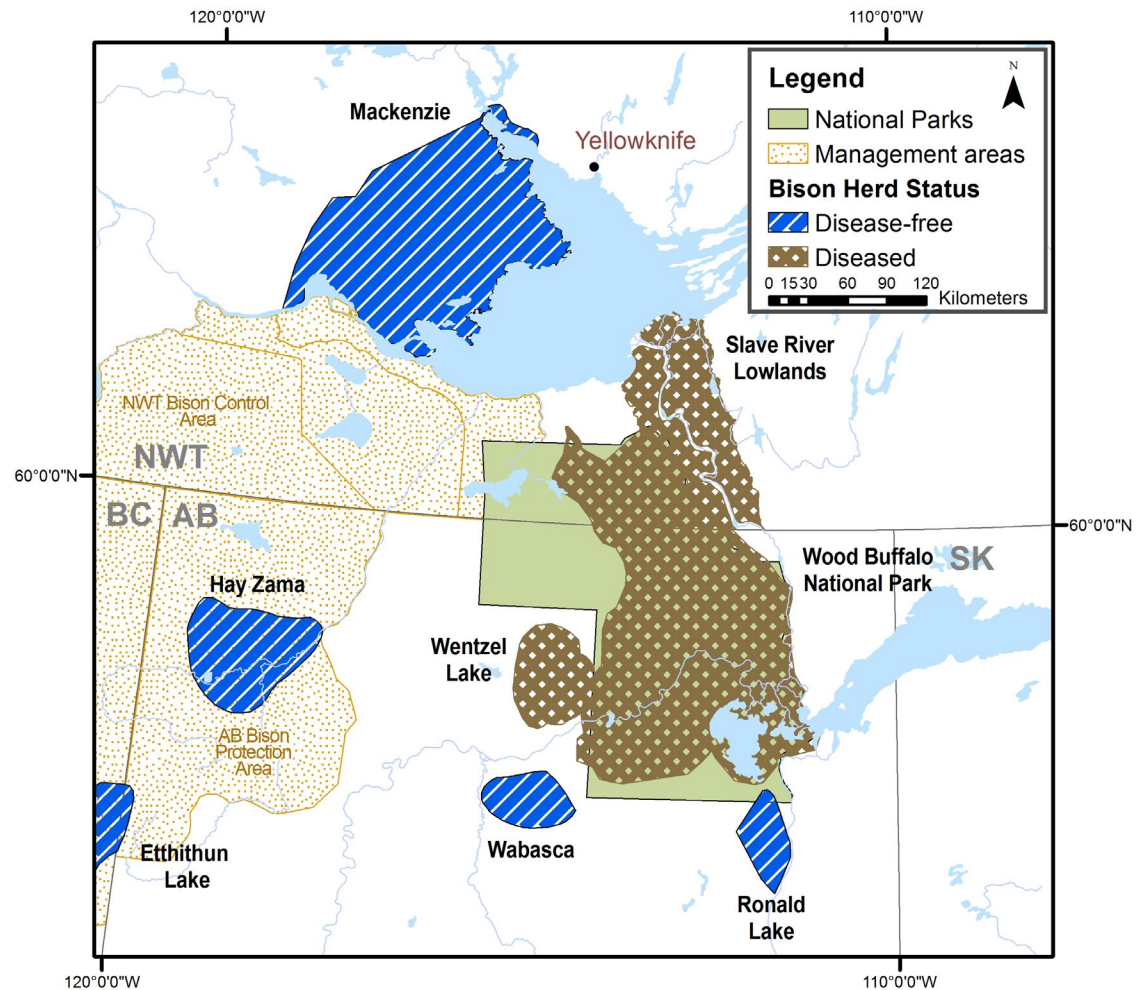 120°0'0"W
110°0'0"W
Legend
N
National Parks
Management areas
Bison Herd Status
Disease-free
Diseased
0 15 30 60 90 120
Kilometers
Mackenzie
Yellowknife
Slave River
Lowlands
NWT Bison Control
Area
NWT
60°0'0"N
60°0'0"N
BC
AB
Wood Buffalo
National Park
SK
Hay Zama
Wentzel
Lake
AB Bison
Protection
Area
Etthithun
Lake
Wabasca
Ronald
Lake
120°0'0"W
110°0'0"W